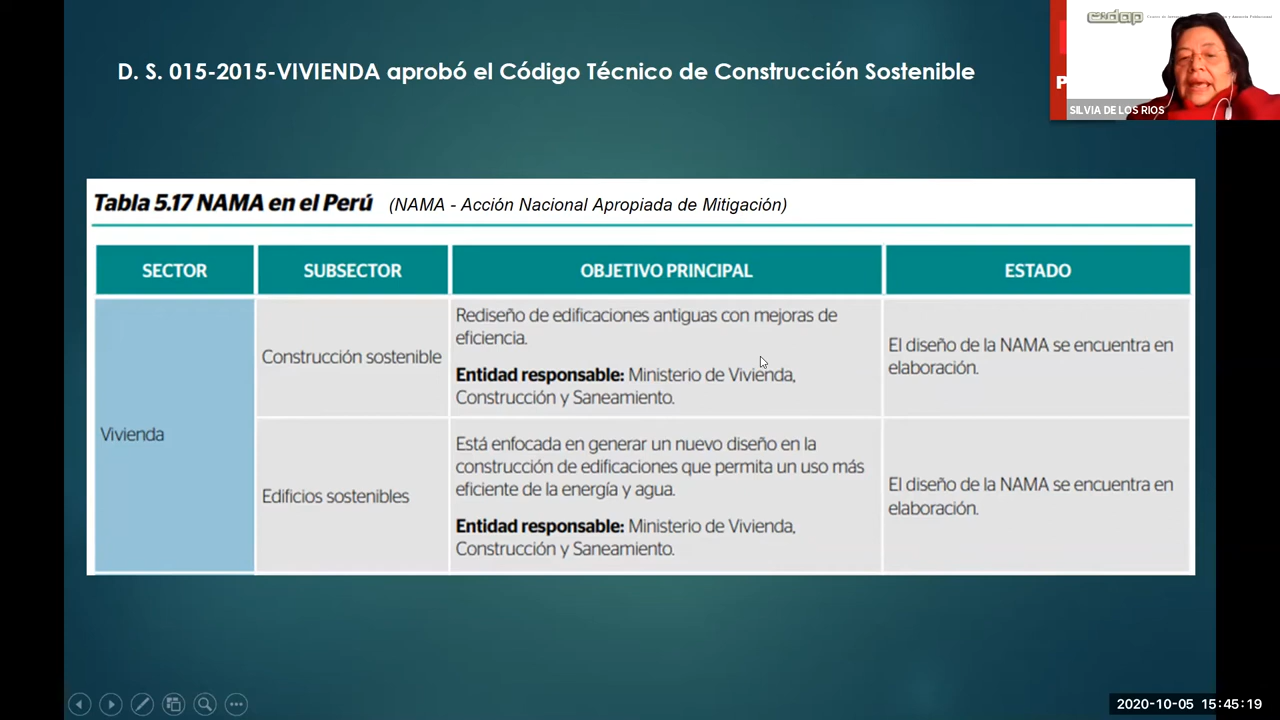 D. S. 015-2015-VIVIENDA aprobó el Código Técnico de Construcción Sostenible
cidap
P
SILVIA DE LOS RIOS
Tabla 5.17 NAMA en el Perú (NAMA - Acción Nacional Apropiada de Mitigación)
SECTOR
SUBSECTOR
OBJETIVO PRINCIPAL
ESTADO
Vivienda
Construcción sostenible
Rediseño de edificaciones antiguas con mejoras de
eficiencia.
Entidad responsable: Ministerio de Vivienda,
Construcción y Saneamiento.
El diseño de la NAMA se encuentra en
elaboración.
Edificios sostenibles
Está enfocada en generar un nuevo diseño en la
construcción de edificaciones que permita un uso más
eficiente de la energía y agua.
Entidad responsable: Ministerio de Vivienda,
Construcción y Saneamiento.
El diseño de la NAMA se encuentra en
elaboración.
2020-10-05 15:45:19